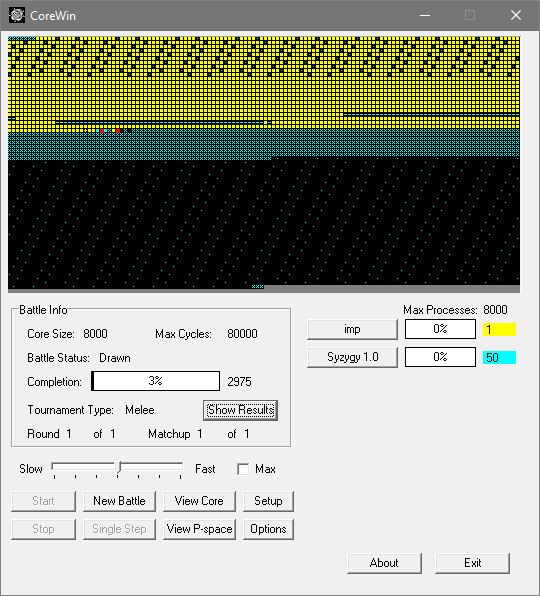 CoreWin
Battle Info
Core Size: 8000 Max Cycles: 80000
Battle Status: Drawn
Completion: 3% 2975
Tournament Type: Melee Show Results
Round 1 of 1 Matchup 1 of 1
Max Processes: 8000
imp 0% 1
Syzygy 1.0 0% 50
Slow Fast Max
Start New Battle View Core Setup
Stop Single Step View P-space Options
About Exit